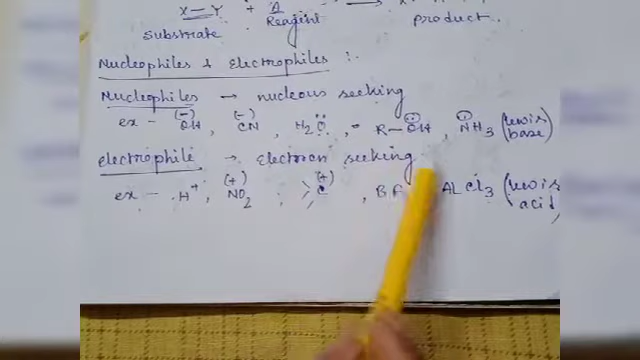 X-Y + A → 
Substrate Reagent product.
Nucleophiles & Electrophiles :-
Nucleophiles → nucleous seeking
ex - (-)OH, (-)CN, H2O, - R-OH, NH3 (lewis base)
electrophile → electron seeking
ex - H+, (+)NO2, (+)C, B AlCl3 (lewis acid,